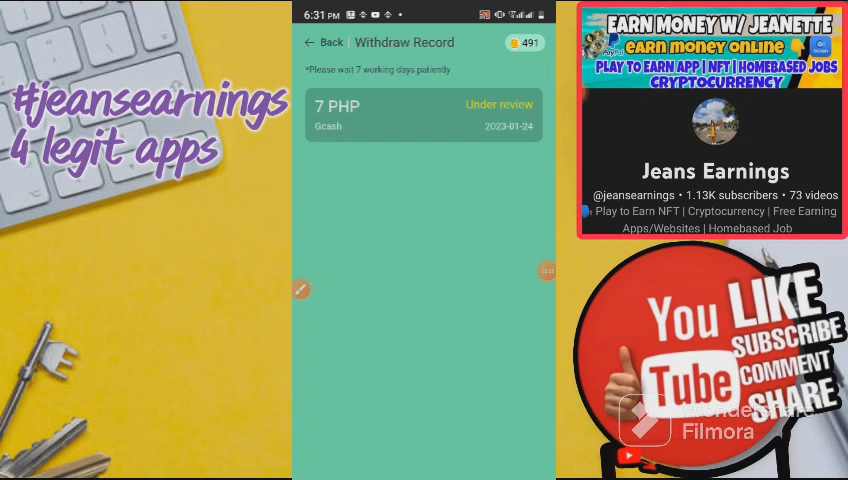 #jeansearnings
4 legit apps
6:31 PM
Back | Withdraw Record
491
*Please wait 7 working days patiently
7 PHP
Under review
Gcash
2023-01-24
EARN MONEY W/ JEANETTE
earn money online
PLAY TO EARN APP | NFT | HOMEBASED JOBS
CRYPTOCURRENCY
Jeans Earnings
@jeansearnings • 1.13K subscribers • 73 videos
Play to Earn NFT | Cryptocurrency | Free Earning
Apps/Websites | Homebased Job
You
Tube
LIKE
SUBSCRIBE
COMMENT
SHARE
Wondershare
Filmora